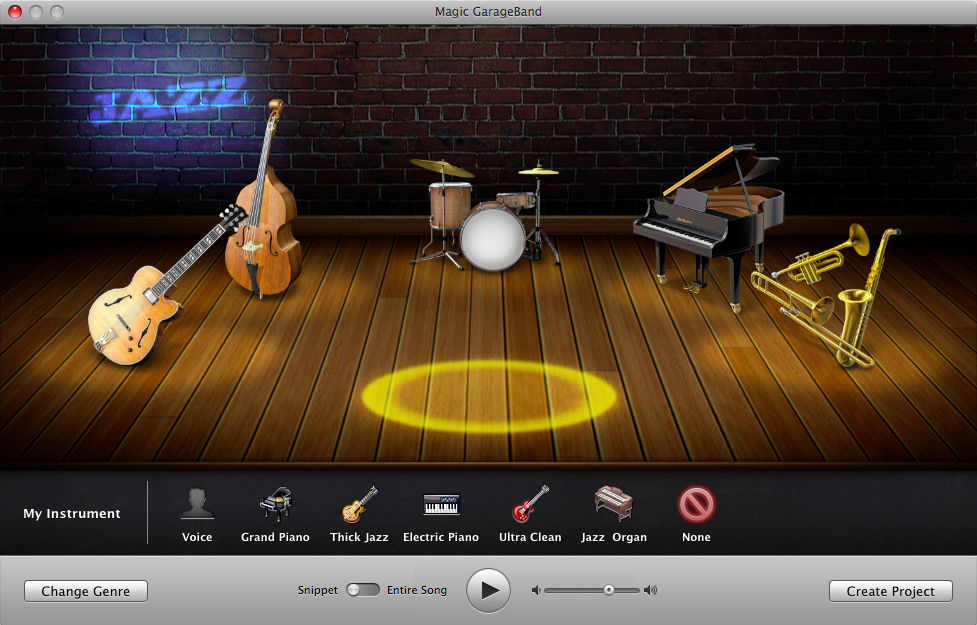 Magic GarageBand
JAZZ
My Instrument
Voice
Grand Piano
Thick Jazz
Electric Piano
Ultra Clean
Jazz Organ
None
Change Genre
Snippet
Entire Song
Create Project